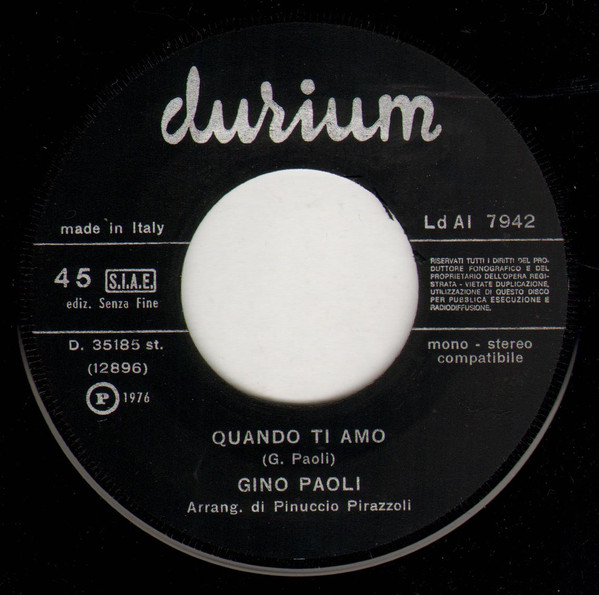 durium
made in Italy
Ld AI 7942
45 S.I.A.E.
ediz. Senza Fine
RISERVATI TUTTI I DIRITTI DEL PRO-
DUTTORE FONOGRAFICO E DEL
PROPRIETARIO DELL'OPERA REGI-
STRATA - VIETATE DUPLICAZIONE,
UTILIZZAZIONE DI QUESTO DISCO
PER PUBBLICA ESECUZIONE E
RADIODIFFUSIONE.
D. 35185 st.
(12896)
P 1976
mono - stereo
compatibile
QUANDO TI AMO
(G. Paoli)
GINO PAOLI
Arrang. di Pinuccio Pirazzoli